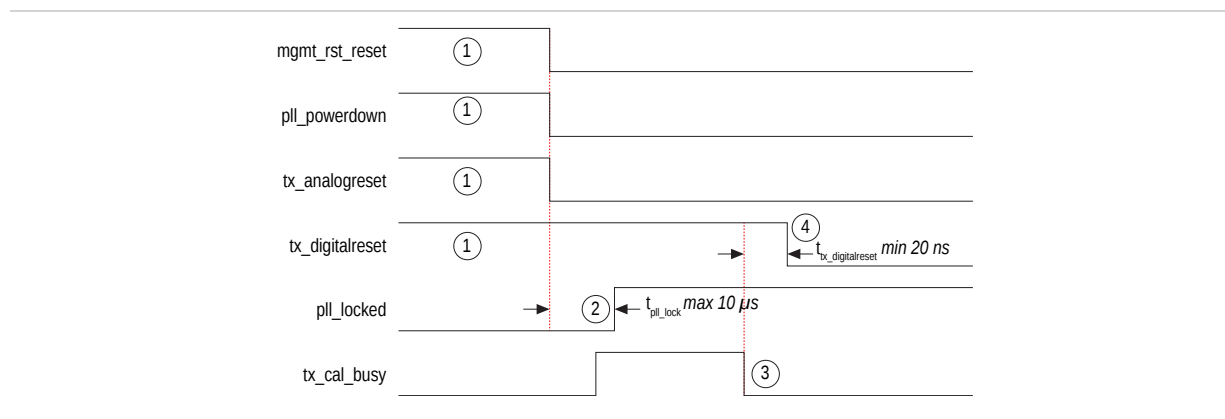 mgmt_rst_reset
1
pll_powerdown
1
tx_analogreset
1
tx_digitalreset
1
4
t_tx_digitalreset min 20 ns
pll_locked
2
t_pll_lock max 10 µs
tx_cal_busy
3